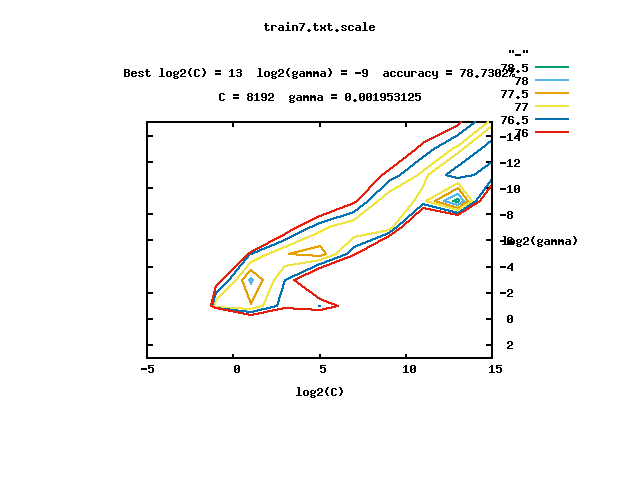 train7.txt.scale
"-"
Best log2(C) = 13 log2(gamma) = -9 accuracy = 78.7302%
C = 8192 gamma = 0.001953125
78.5
78
77.5
77
76.5
76
-14
-12
-10
-8
-6
log2(gamma)
-4
-2
0
2
-5 0 5 10 15
log2(C)